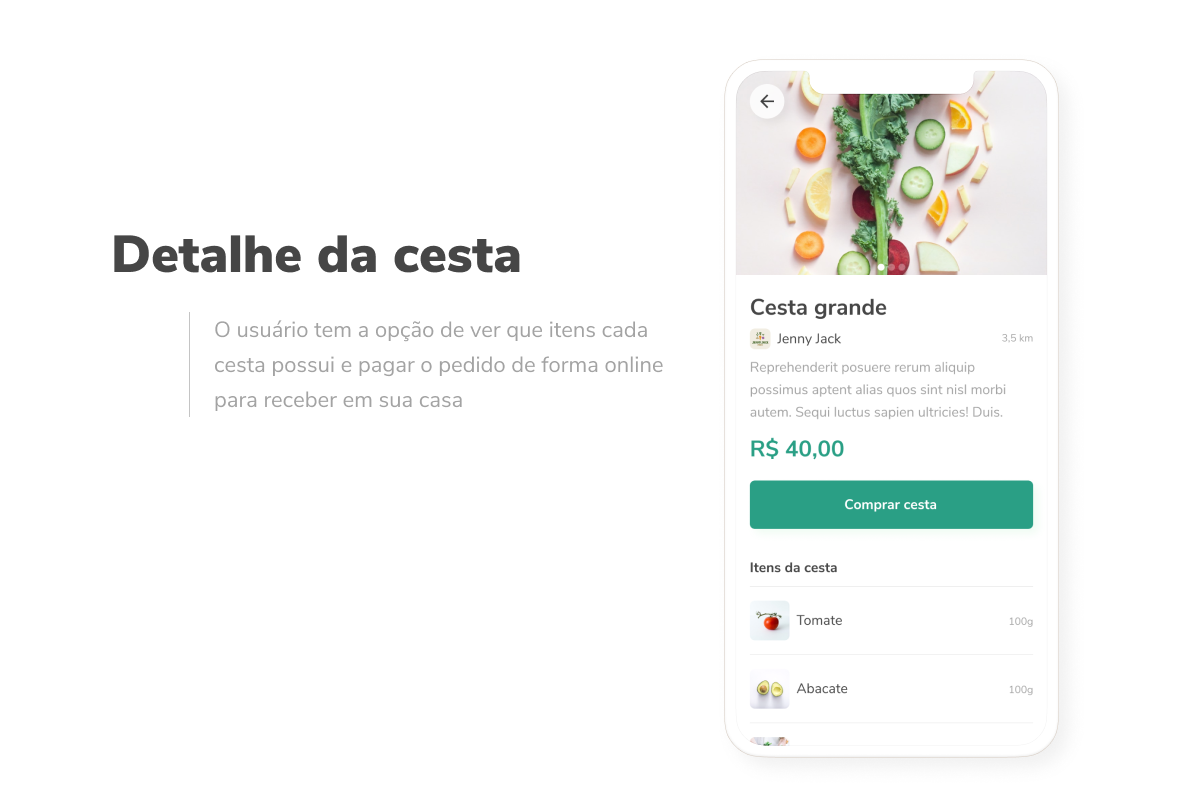 Detalhe da cesta
O usuário tem a opção de ver que itens cada
cesta possui e pagar o pedido de forma online
para receber em sua casa
Cesta grande
Jenny Jack
3,5 km
Reprehenderit posuere rerum aliquip
possimus aptent alias quos sint nisl morbi
autem. Sequi luctus sapien ultricies! Duis.
R$ 40,00
Comprar cesta
Itens da cesta
Tomate
100g
Abacate
100g